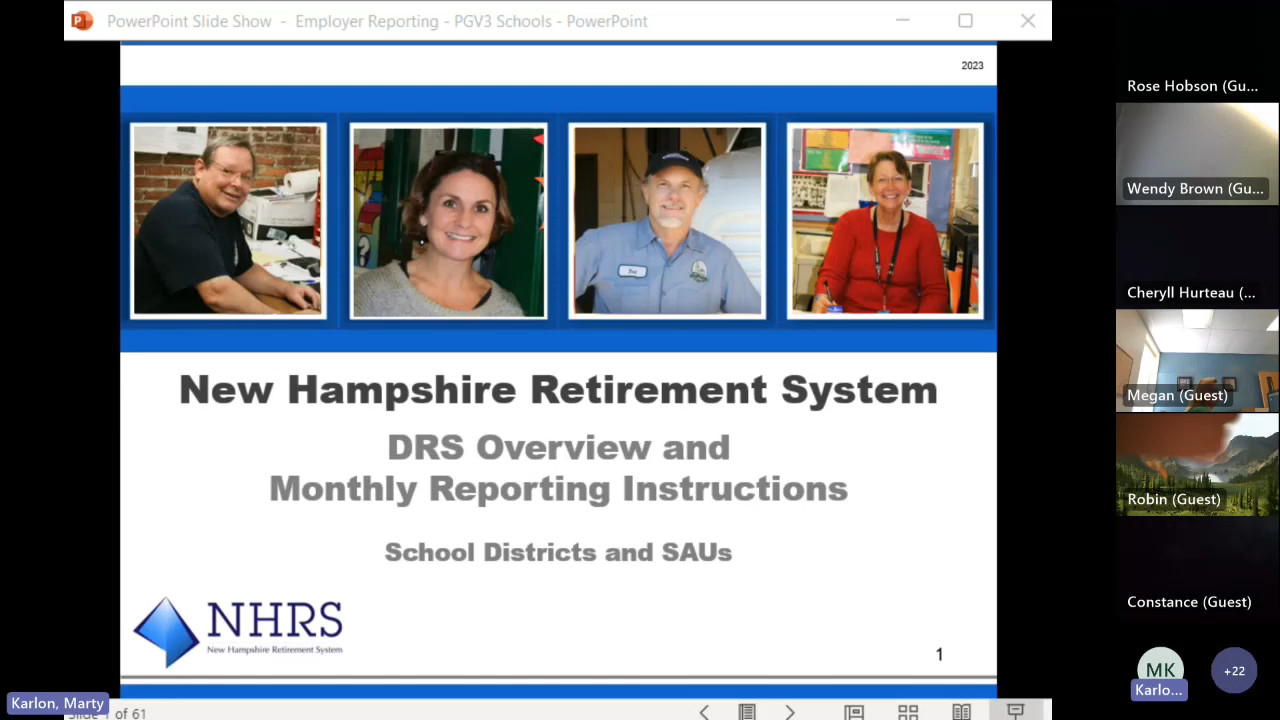 PowerPoint Slide Show - Employer Reporting - PGV3 Schools - PowerPoint
2023
New Hampshire Retirement System
DRS Overview and
Monthly Reporting Instructions
School Districts and SAUs
NHRS
New Hampshire Retirement System
1
Karlon, Marty
Slide 1 of 61
Rose Hobson (Gu...
Wendy Brown (Gu...
Cheryll Hurteau (...
Megan (Guest)
Robin (Guest)
Constance (Guest)
MK
Karlo...
+22